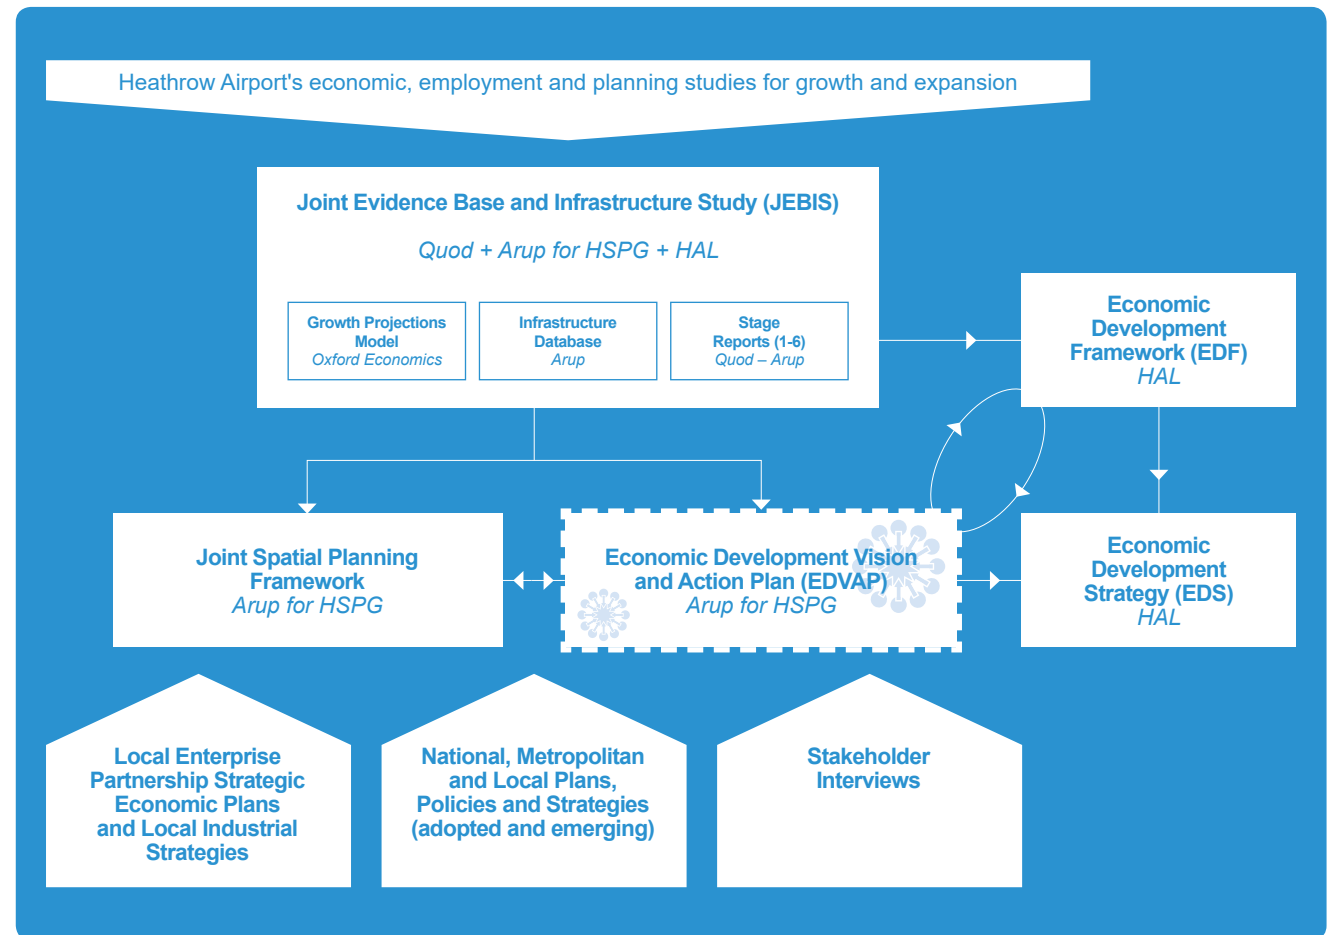 Heathrow Airport's economic, employment and planning studies for growth and expansion
Joint Evidence Base and Infrastructure Study (JEBIS)
Quod + Arup for HSPG + HAL
Growth Projections
Model
Oxford Economics
Infrastructure
Database
Arup
Stage
Reports (1-6)
Quod – Arup
Economic
Development
Framework (EDF)
HAL
Joint Spatial Planning
Framework
Arup for HSPG
Economic Development Vision
and Action Plan (EDVAP)
Arup for HSPG
Economic
Development
Strategy (EDS)
HAL
Local Enterprise
Partnership Strategic
Economic Plans
and Local Industrial
Strategies
National, Metropolitan
and Local Plans,
Policies and Strategies
(adopted and emerging)
Stakeholder
Interviews